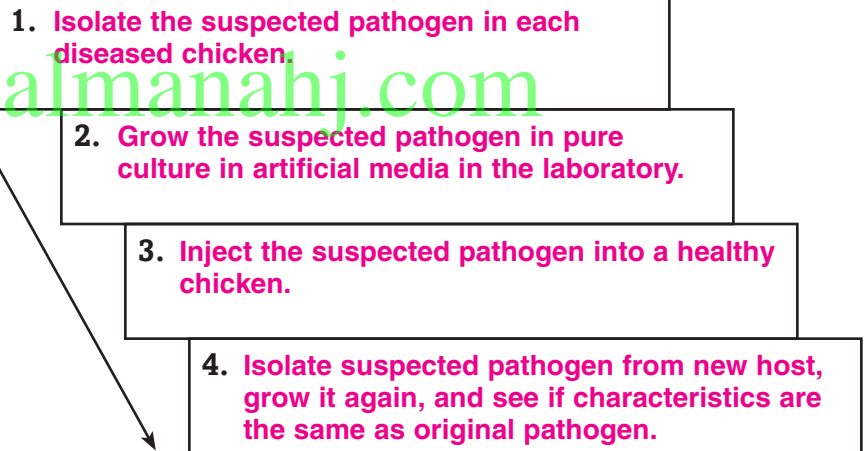 1. Isolate the suspected pathogen in each
diseased chicken.
almanahj.com
2. Grow the suspected pathogen in pure
culture in artificial media in the laboratory.
3. Inject the suspected pathogen into a healthy
chicken.
4. Isolate suspected pathogen from new host,
grow it again, and see if characteristics are
the same as original pathogen.